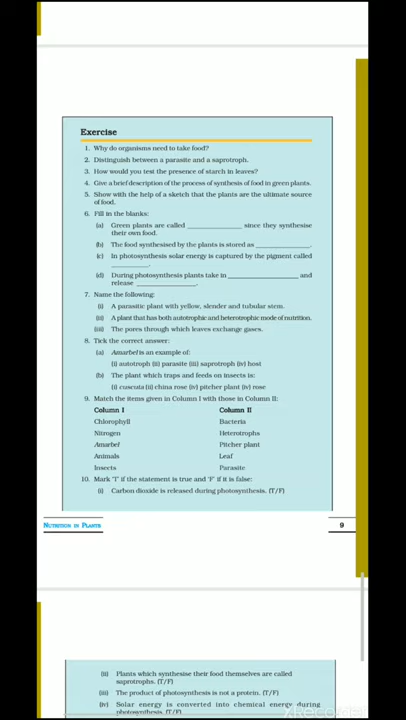 Exercise
1. Why do organisms need to take food?
2. Distinguish between a parasite and a saprotroph.
3. How would you test the presence of starch in leaves?
4. Give a brief description of the process of synthesis of food in green plants.
5. Show with the help of a sketch that the plants are the ultimate source
of food.
6. Fill in the blanks:
(a) Green plants are called ________________ since they synthesise
their own food.
(b) The food synthesised by the plants is stored as ________________.
(c) In photosynthesis solar energy is captured by the pigment called
___________.
(d) During photosynthesis plants take in _____________________ and
release __________________.
7. Name the following:
(i) A parasitic plant with yellow, slender and tubular stem.
(ii) A plant that has both autotrophic and heterotrophic mode of nutrition.
(iii) The pores through which leaves exchange gases.
8. Tick the correct answer:
(a) Amarbel is an example of:
(i) autotroph (ii) parasite (iii) saprotroph (iv) host
(b) The plant which traps and feeds on insects is:
(i) cuscuta (ii) china rose (iv) pitcher plant (iv) rose
9. Match the items given in Column I with those in Column II:
Column I Column II
Chlorophyll Bacteria
Nitrogen Heterotrophs
Amarbel Pitcher plant
Animals Leaf
Insects Parasite
10. Mark 'T' if the statement is true and 'F' if it is false:
(i) Carbon dioxide is released during photosynthesis. (T/F)
NUTRITION IN PLANTS 9
(ii) Plants which synthesise their food themselves are called
saprotrophs. (T/F)
(iii) The product of photosynthesis is not a protein. (T/F)
(iv) Solar energy is converted into chemical energy during
photosynthesis. (T/F)